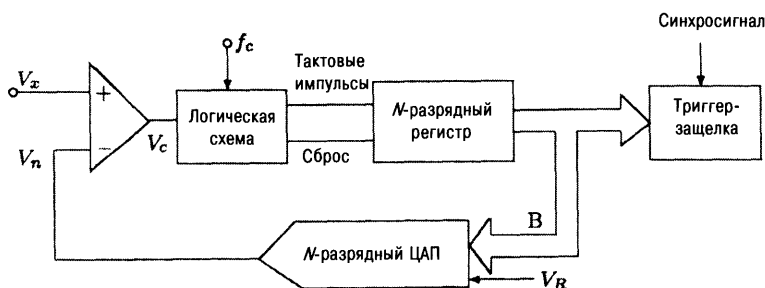 Синхросигнал
f_c
Тактовые
импульсы
V_x
+
Логическая
схема
N-разрядный
регистр
Триггер-
защелка
V_n
−
V_c
Сброс
B
N-разрядный ЦАП
V_R